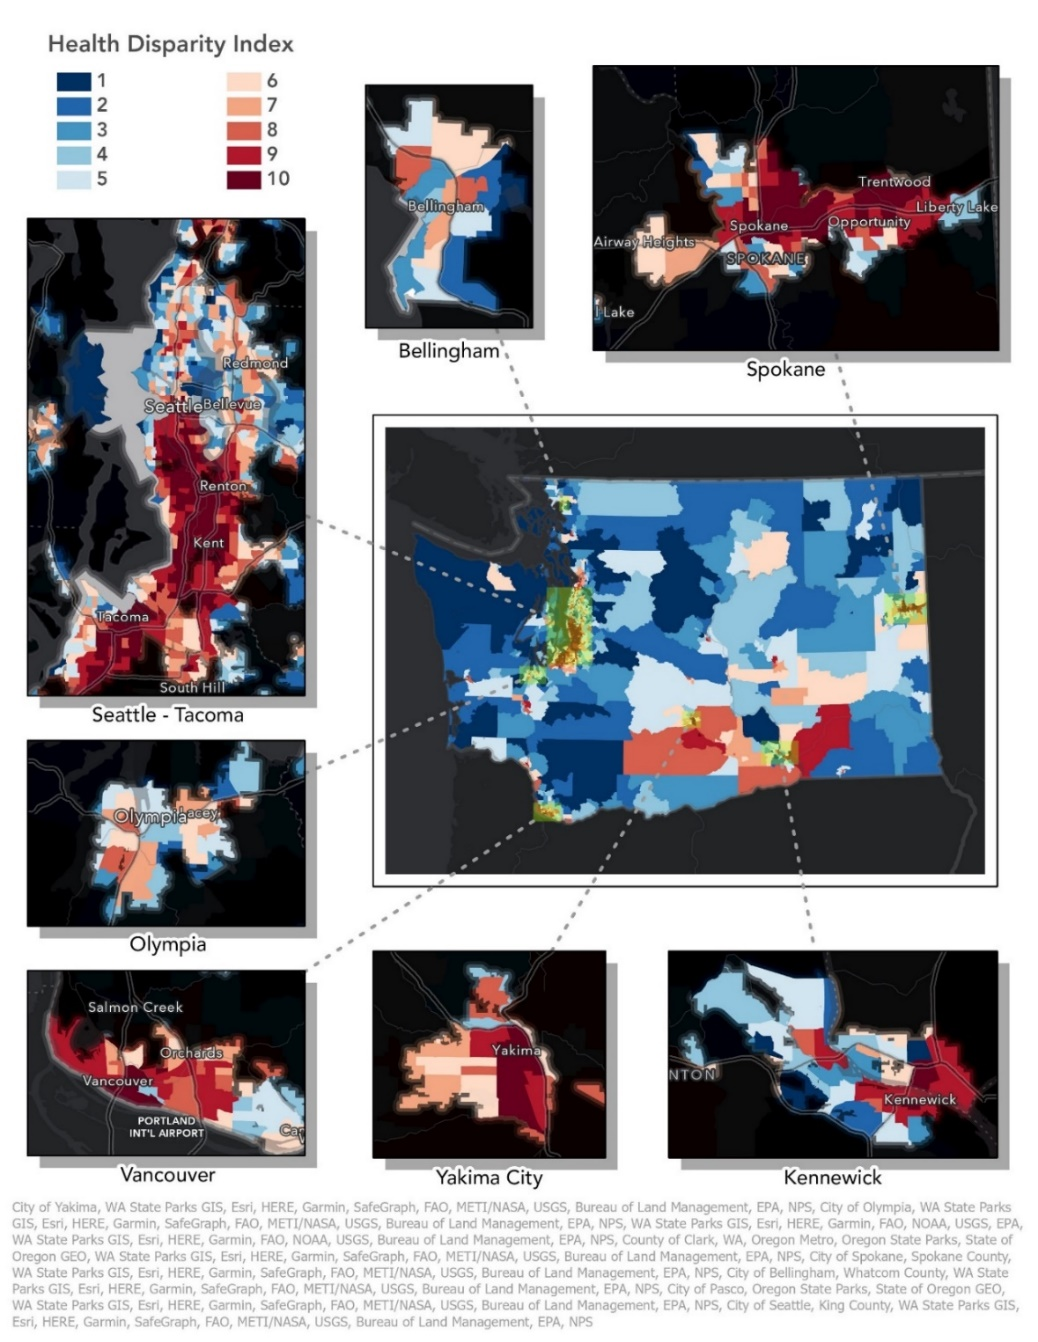 Health Disparity Index
1
2
3
4
5
6
7
8
9
10
Bellingham
Bellingham
Trentwood
Liberty Lake
Opportunity
Spokane
Airway Heights
SPOKANE
Lake
Spokane
Redmond
Seattle
Bellevue
Renton
Kent
Tacoma
South Hill
Seattle - Tacoma
Olympia
acey
Olympia
Salmon Creek
Orchards
Vancouver
PORTLAND
INT'L AIRPORT
Vancouver
Yakima
Yakima City
NTON
Kennewick
Kennewick
City of Yakima, WA State Parks GIS, Esri, HERE, Garmin, SafeGraph, FAO, METI/NASA, USGS, Bureau of Land Management, EPA, NPS, City of Olympia, WA State Parks
GIS, Esri, HERE, Garmin, SafeGraph, FAO, METI/NASA, USGS, Bureau of Land Management, EPA, NPS, WA State Parks GIS, Esri, HERE, Garmin, FAO, NOAA, USGS, EPA,
WA State Parks GIS, Esri, HERE, Garmin, FAO, NOAA, USGS, Bureau of Land Management, EPA, NPS, County of Clark, WA, Oregon Metro, Oregon State Parks, State of
Oregon GEO, WA State Parks GIS, Esri, HERE, Garmin, SafeGraph, FAO, METI/NASA, USGS, Bureau of Land Management, EPA, NPS, City of Spokane, Spokane County,
WA State Parks GIS, Esri, HERE, Garmin, SafeGraph, FAO, METI/NASA, USGS, Bureau of Land Management, EPA, NPS, City of Bellingham, Whatcom County, WA State
Parks GIS, Esri, HERE, Garmin, SafeGraph, FAO, METI/NASA, USGS, Bureau of Land Management, EPA, NPS, City of Pasco, Oregon State Parks, State of Oregon GEO,
WA State Parks GIS, Esri, HERE, Garmin, SafeGraph, FAO, METI/NASA, USGS, Bureau of Land Management, EPA, NPS, City of Seattle, King County, WA State Parks GIS,
Esri, HERE, Garmin, SafeGraph, FAO, METI/NASA, USGS, Bureau of Land Management, EPA, NPS